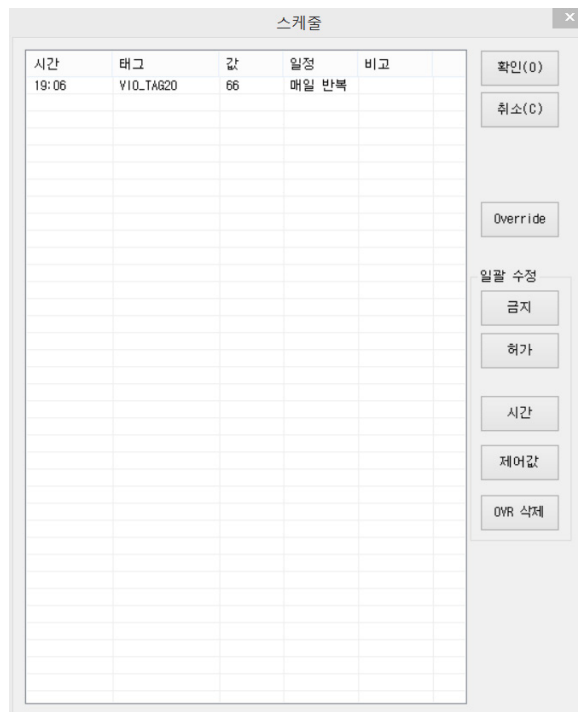 스케줄
시간 태그 값 일정 비고
19:06 VIO_TAG20 66 매일 반복
확인(O)
취소(C)
Override
일괄 수정
금지
허가
시간
제어값
OVR 삭제